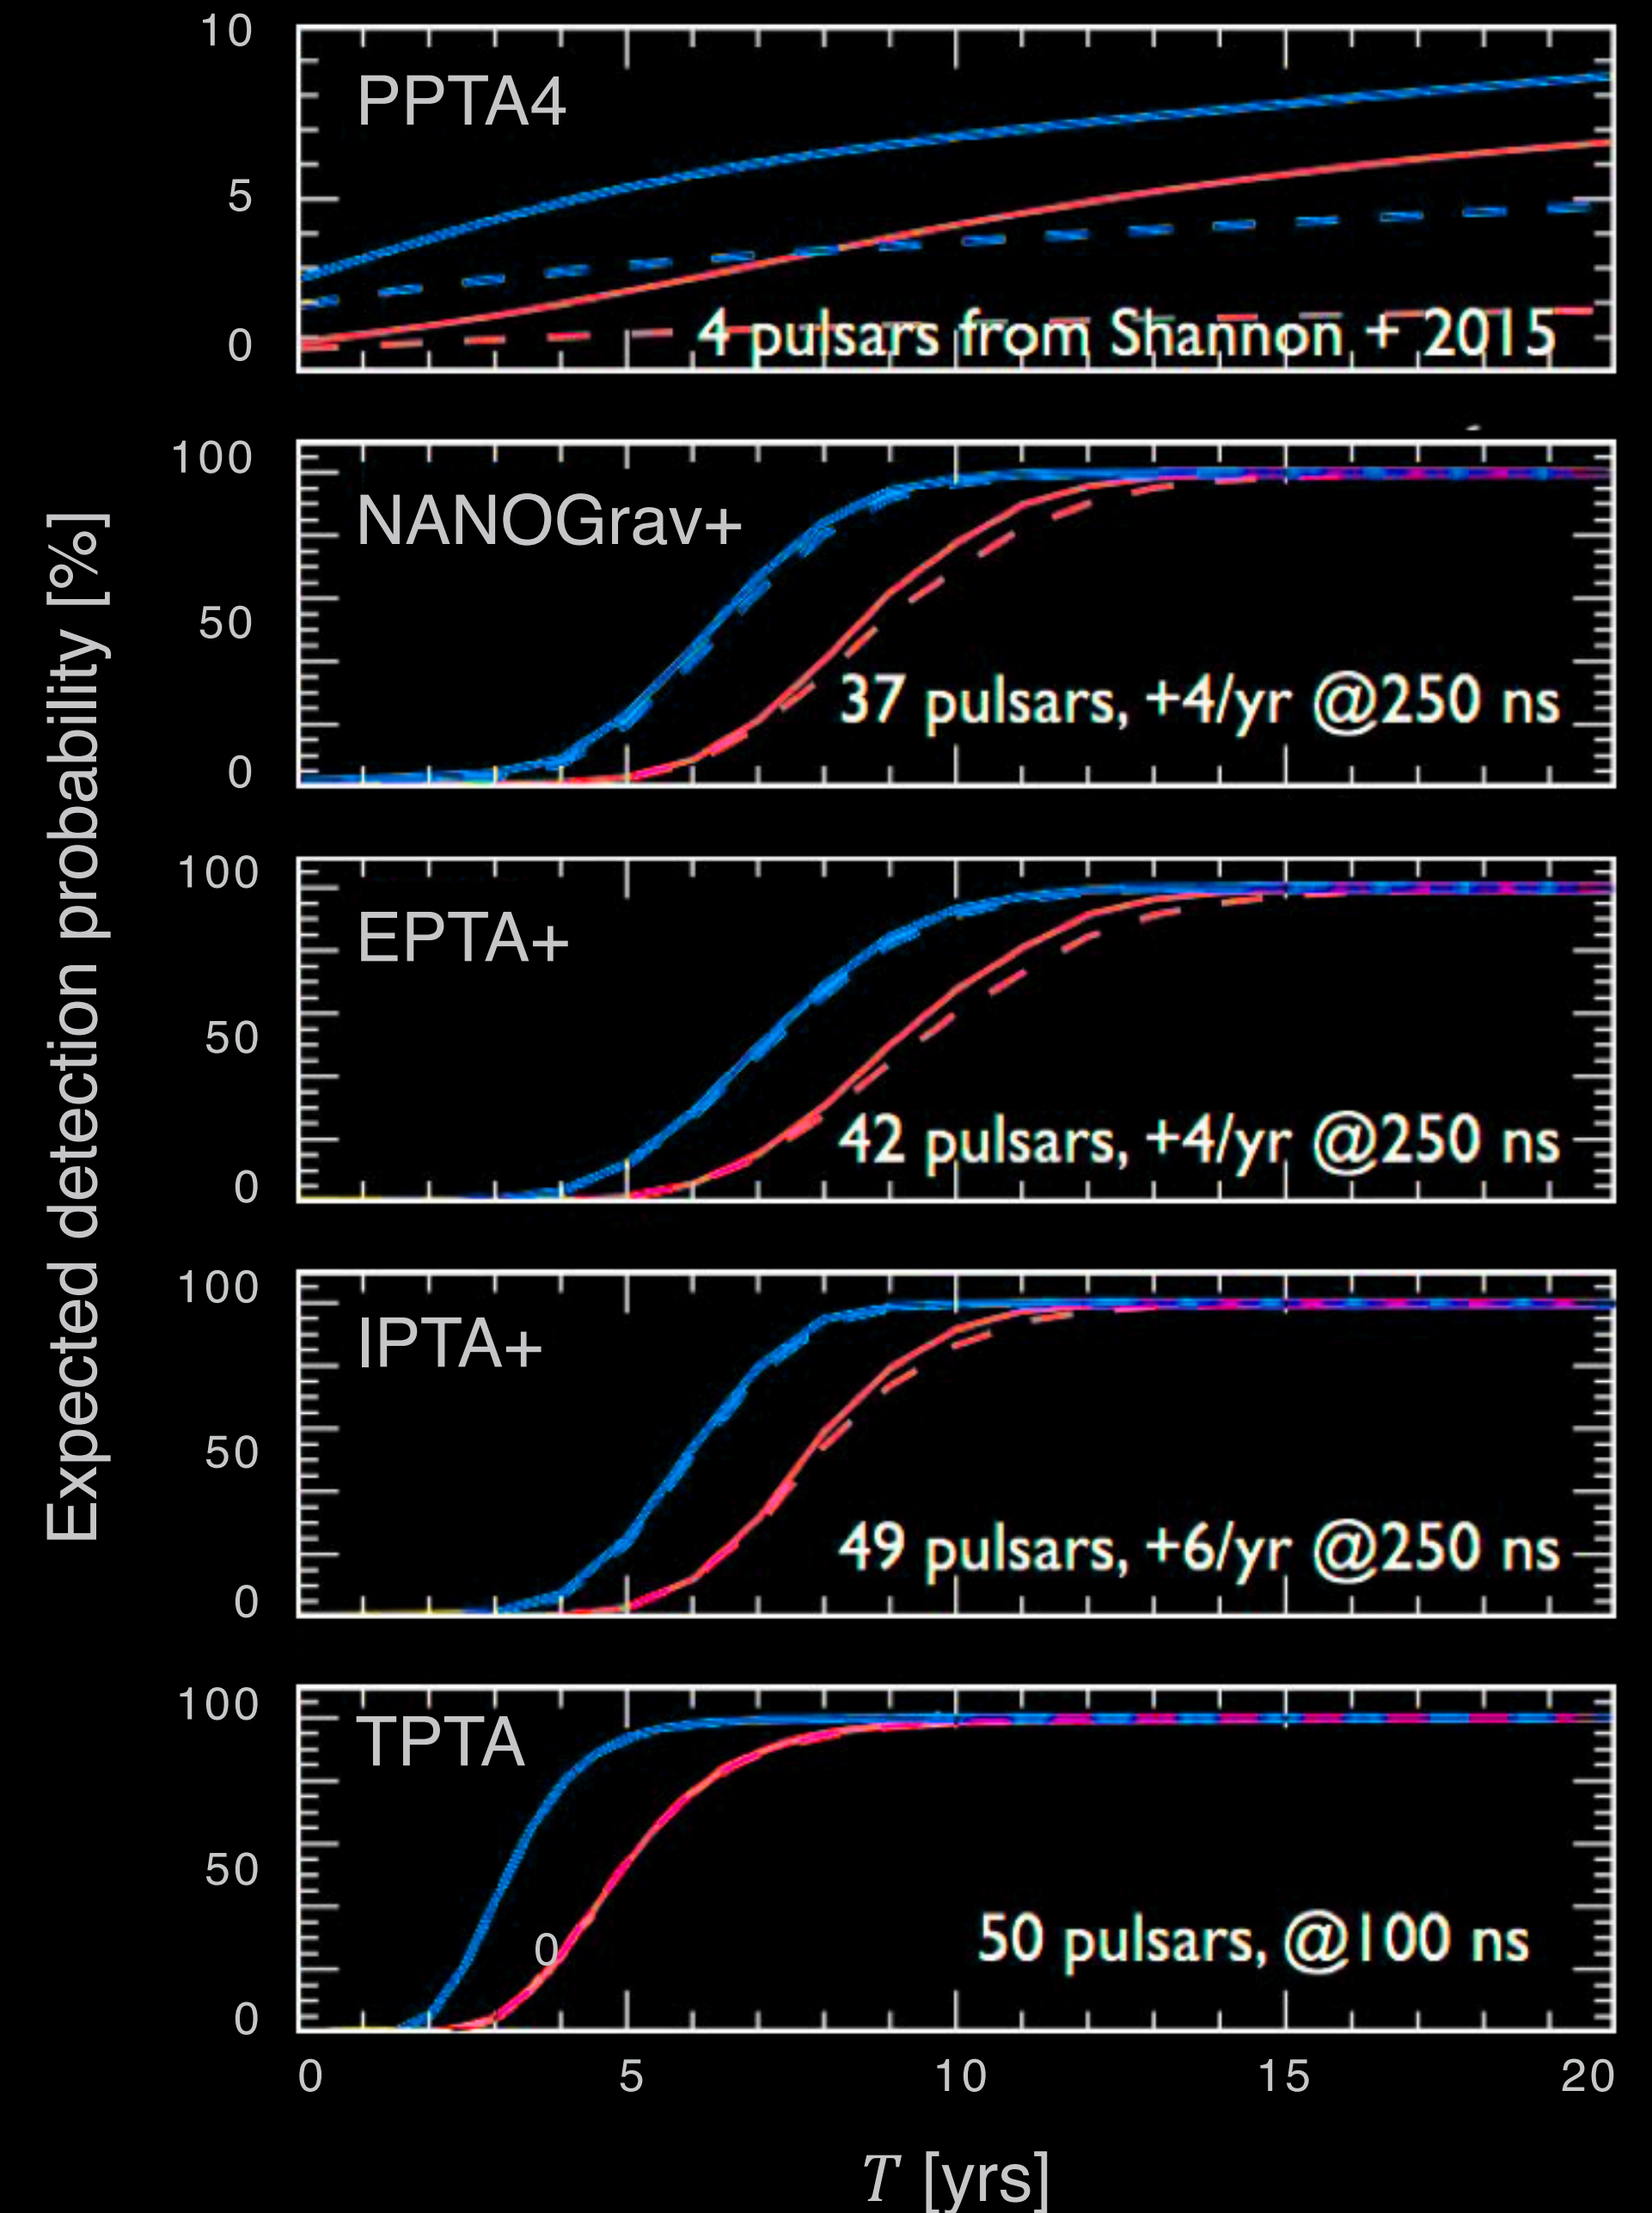 Expected detection probability [%]
10
5
0
PPTA4
4 pulsars from Shannon + 2015
100
50
0
NANOGrav+
37 pulsars, +4/yr @250 ns
100
50
0
EPTA+
42 pulsars, +4/yr @250 ns
100
50
0
IPTA+
49 pulsars, +6/yr @250 ns
100
50
0
TPTA
0
50 pulsars, @100 ns
0 5 10 15 20
T [yrs]